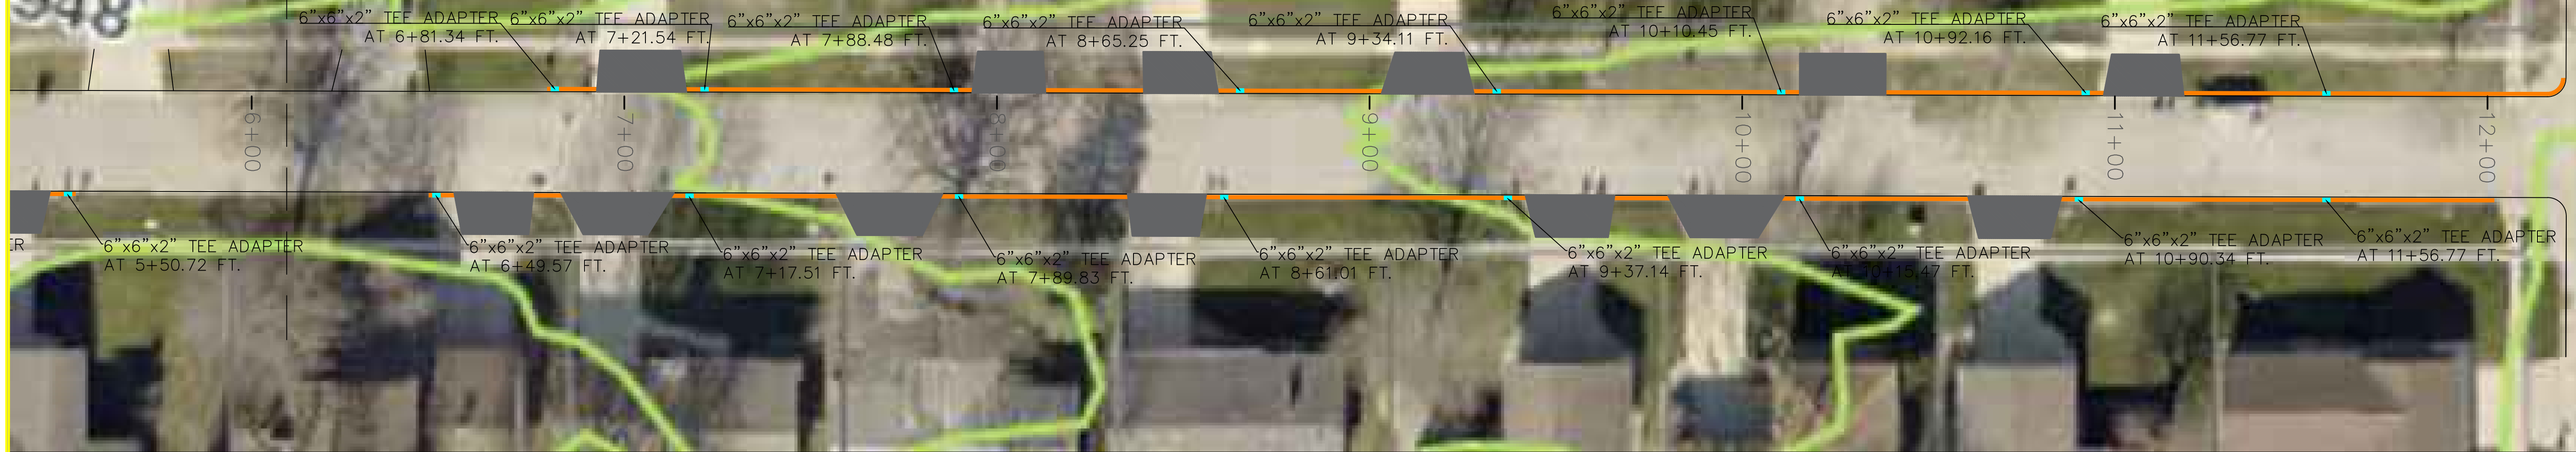 948
6"x6"x2" TEE ADAPTER
AT 6+81.34 FT.
6"x6"x2" TEE ADAPTER
AT 7+21.54 FT.
6"x6"x2" TEE ADAPTER
AT 7+88.48 FT.
6"x6"x2" TEE ADAPTER
AT 8+65.25 FT.
6"x6"x2" TEE ADAPTER
AT 9+34.11 FT.
6"x6"x2" TEE ADAPTER
AT 10+10.45 FT.
6"x6"x2" TEE ADAPTER
AT 10+92.16 FT.
6"x6"x2" TEE ADAPTER
AT 11+56.77 FT.
6+00
7+00
8+00
9+00
10+00
11+00
12+00
ER
6"x6"x2" TEE ADAPTER
AT 5+50.72 FT.
6"x6"x2" TEE ADAPTER
AT 6+49.57 FT.
6"x6"x2" TEE ADAPTER
AT 7+17.51 FT.
6"x6"x2" TEE ADAPTER
AT 7+89.83 FT.
6"x6"x2" TEE ADAPTER
AT 8+61.01 FT.
6"x6"x2" TEE ADAPTER
AT 9+37.14 FT.
6"x6"x2" TEE ADAPTER
AT 10+15.47 FT.
6"x6"x2" TEE ADAPTER
AT 10+90.34 FT.
6"x6"x2" TEE ADAPTER
AT 11+56.77 FT.